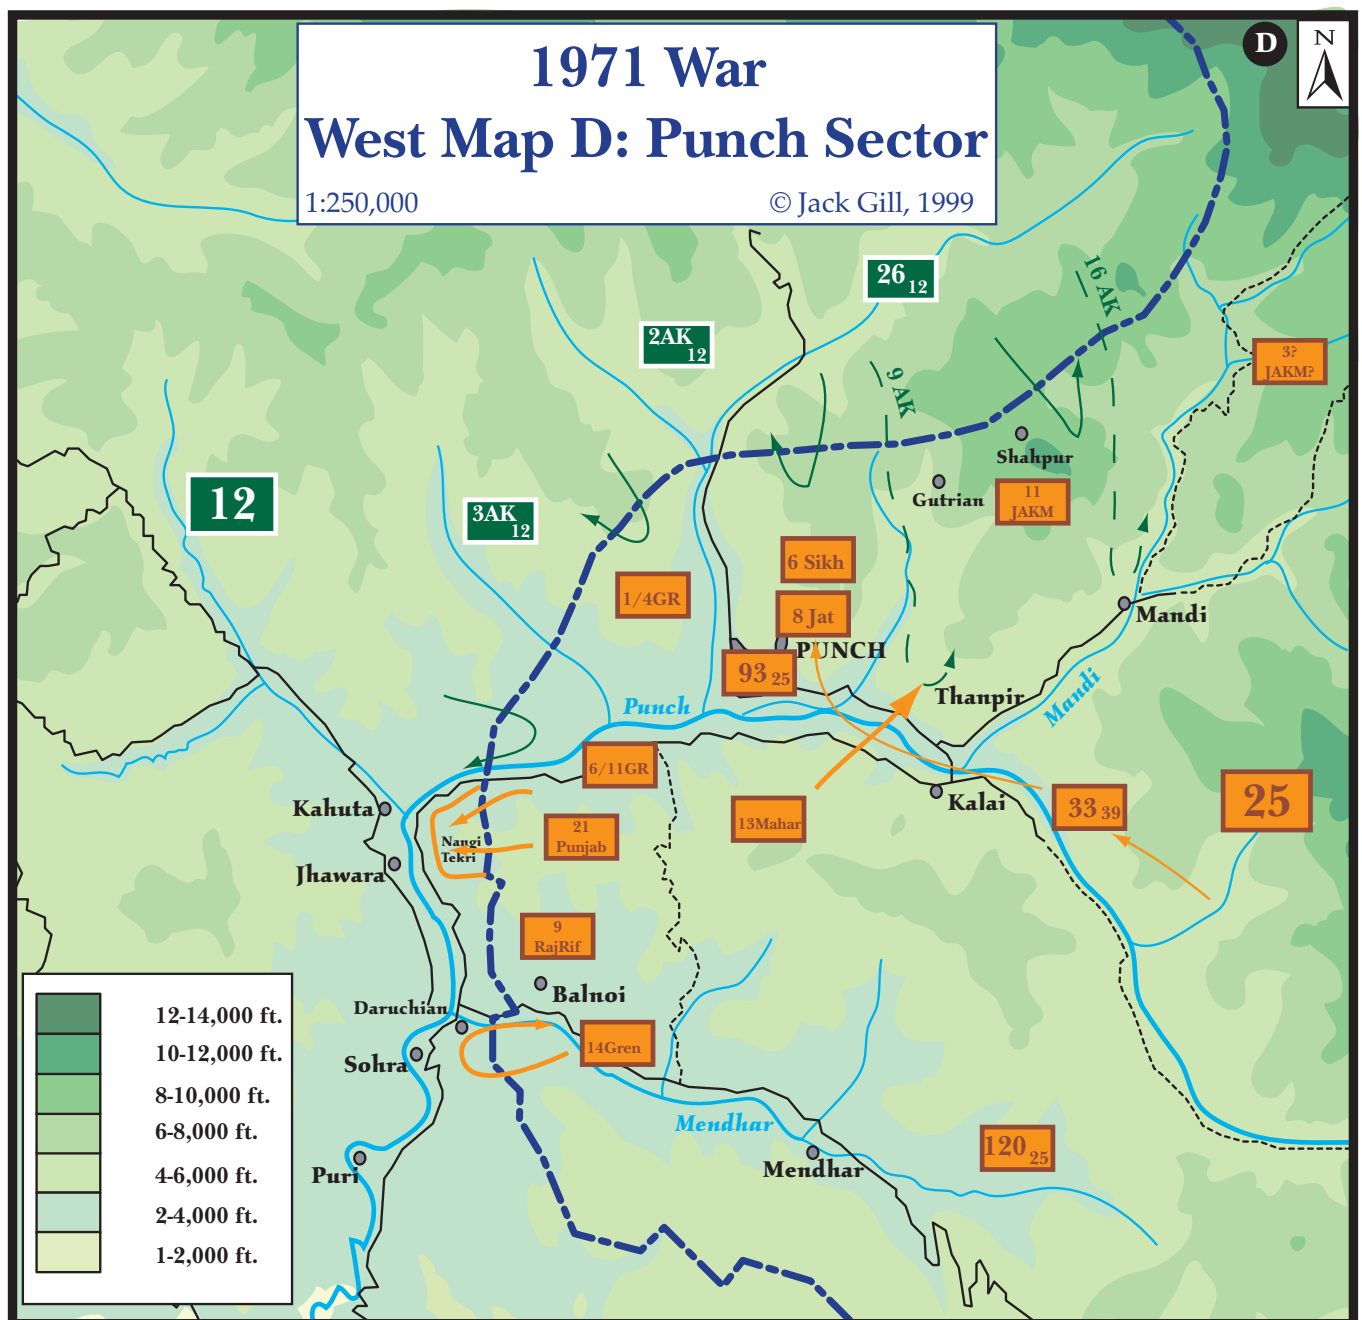 1971 War
West Map D: Punch Sector
1:250,000 © Jack Gill, 1999
D
N
26 12
16 AK
2AK
12
3?
JAKM?
9 AK
Shahpur
Gutrian
11
JAKM
12
3AK
12
6 Sikh
1/4GR
8 Jat
Mandi
PUNCH
93 25
Thanpir
Mandi
Punch
6/11GR
Kahuta
Kalai
33 39
25
13Mahar
21
Punjab
Nangi
Tekri
Jhawara
9
RajRif
Balnoi
Daruchian
14Gren
Sohra
Mendhar
120 25
Mendhar
Puri
12-14,000 ft.
10-12,000 ft.
8-10,000 ft.
6-8,000 ft.
4-6,000 ft.
2-4,000 ft.
1-2,000 ft.